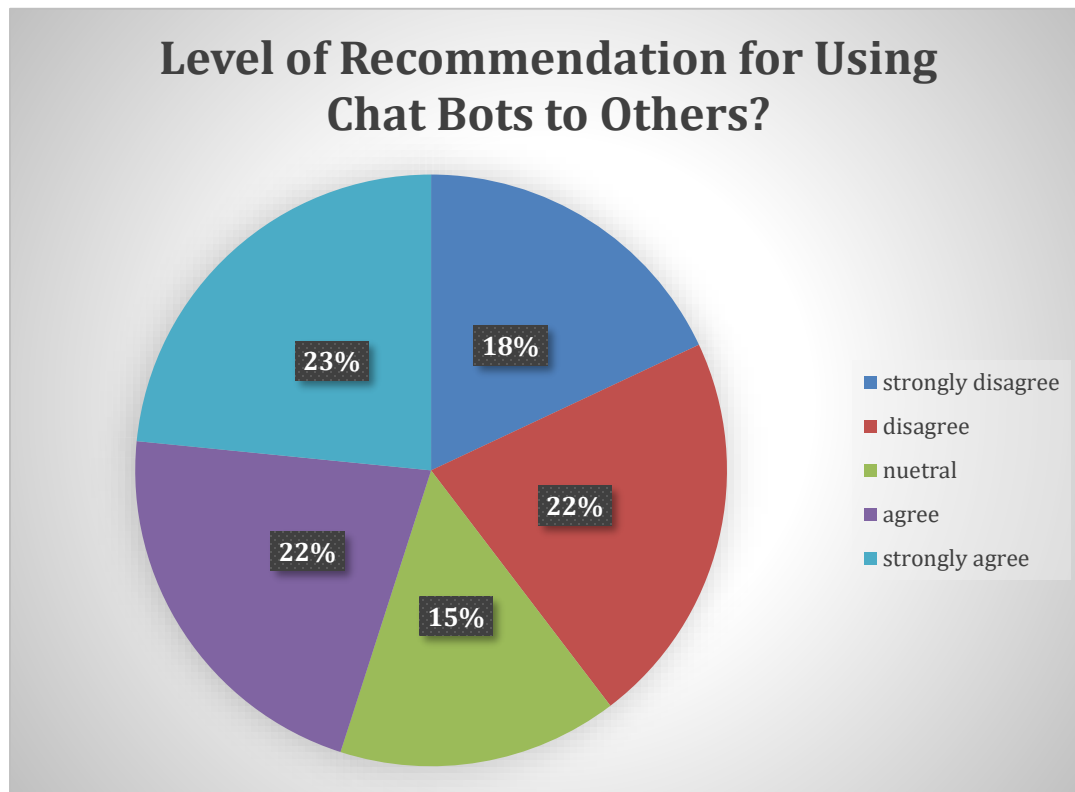 Level of Recommendation for Using
Chat Bots to Others?
18%
22%
15%
22%
23%
strongly disagree
disagree
nuetral
agree
strongly agree